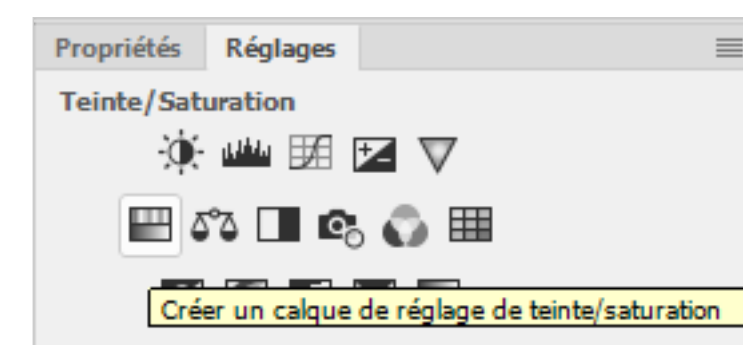 Propriétés Réglages
Teinte/Saturation
Créer un calque de réglage de teinte/saturation